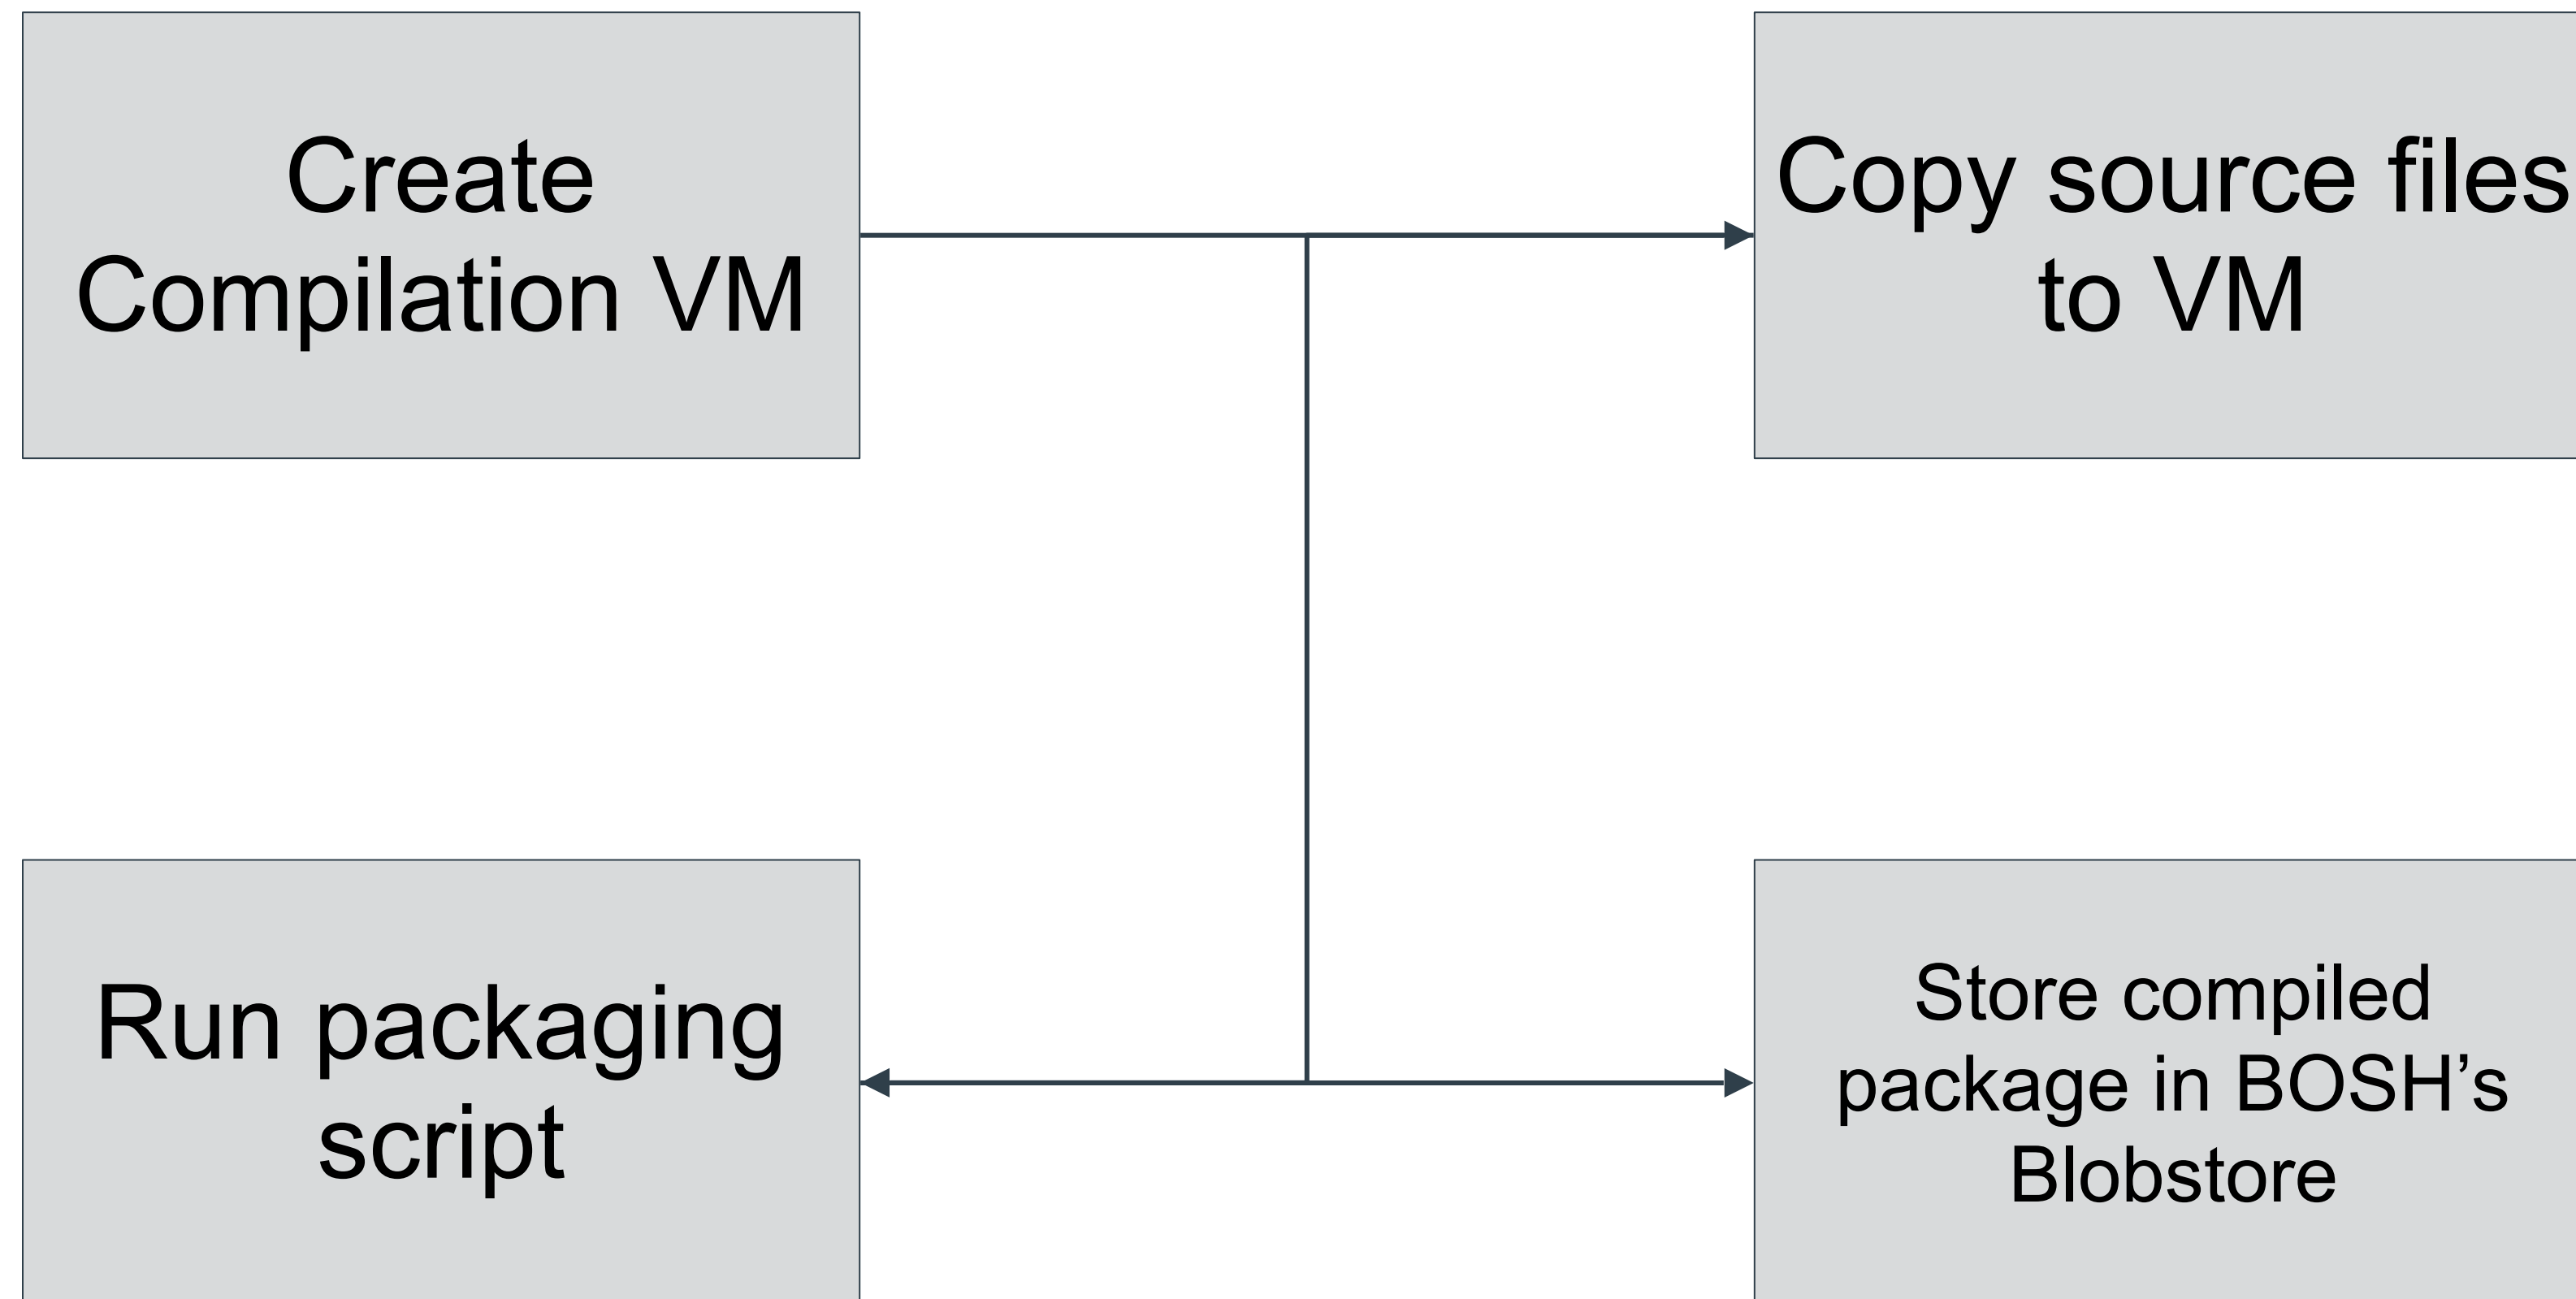 Create
Compilation VM
Copy source files
to VM
Run packaging
script
Store compiled
package in BOSH’s
Blobstore